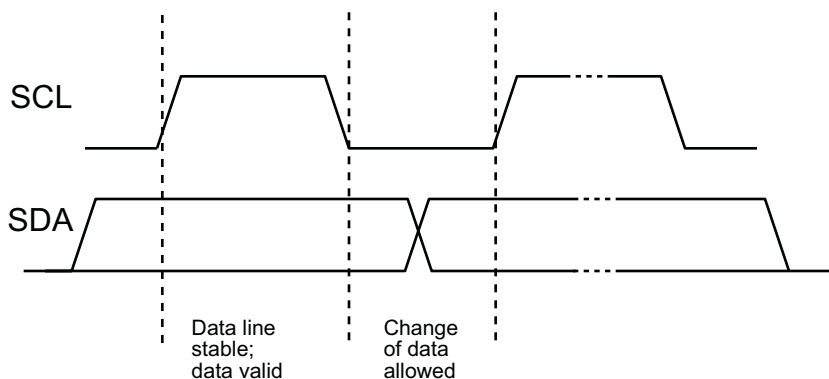 SCL
SDA
Data line
stable;
data valid
Change
of data
allowed